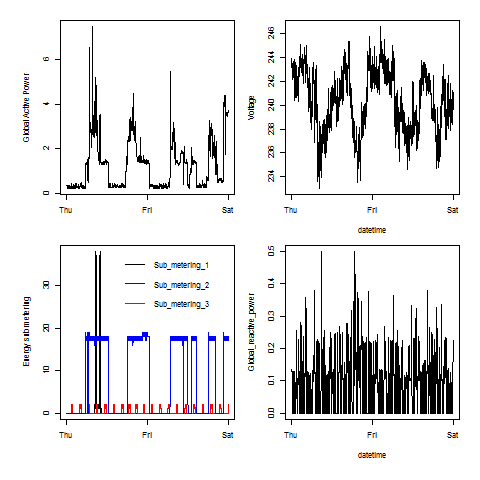 Global Active Power
0 2 4 6
Thu Fri Sat
Voltage
234 236 238 240 242 244 246
Thu Fri Sat
datetime
Energy sub metering
0 10 20 30
Sub_metering_1
Sub_metering_2
Sub_metering_3
Thu Fri Sat
Global_reactive_power
0.0 0.1 0.2 0.3 0.4 0.5
Thu Fri Sat
datetime